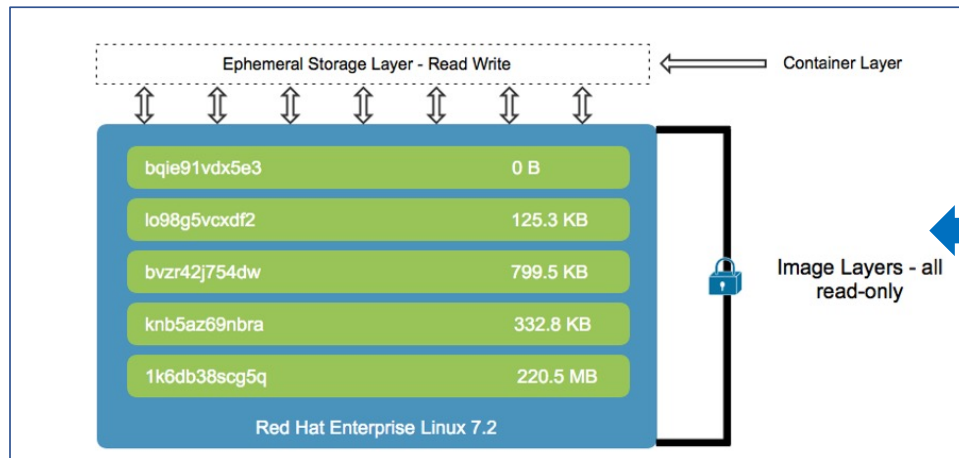 Ephemeral Storage Layer - Read Write
Container Layer
bqie91vdx5e3 0 B
lo98g5vcxdf2 125.3 KB
bvzr42j754dw 799.5 KB
knb5az69nbra 332.8 KB
1k6db38scg5q 220.5 MB
Red Hat Enterprise Linux 7.2
Image Layers - all
read-only